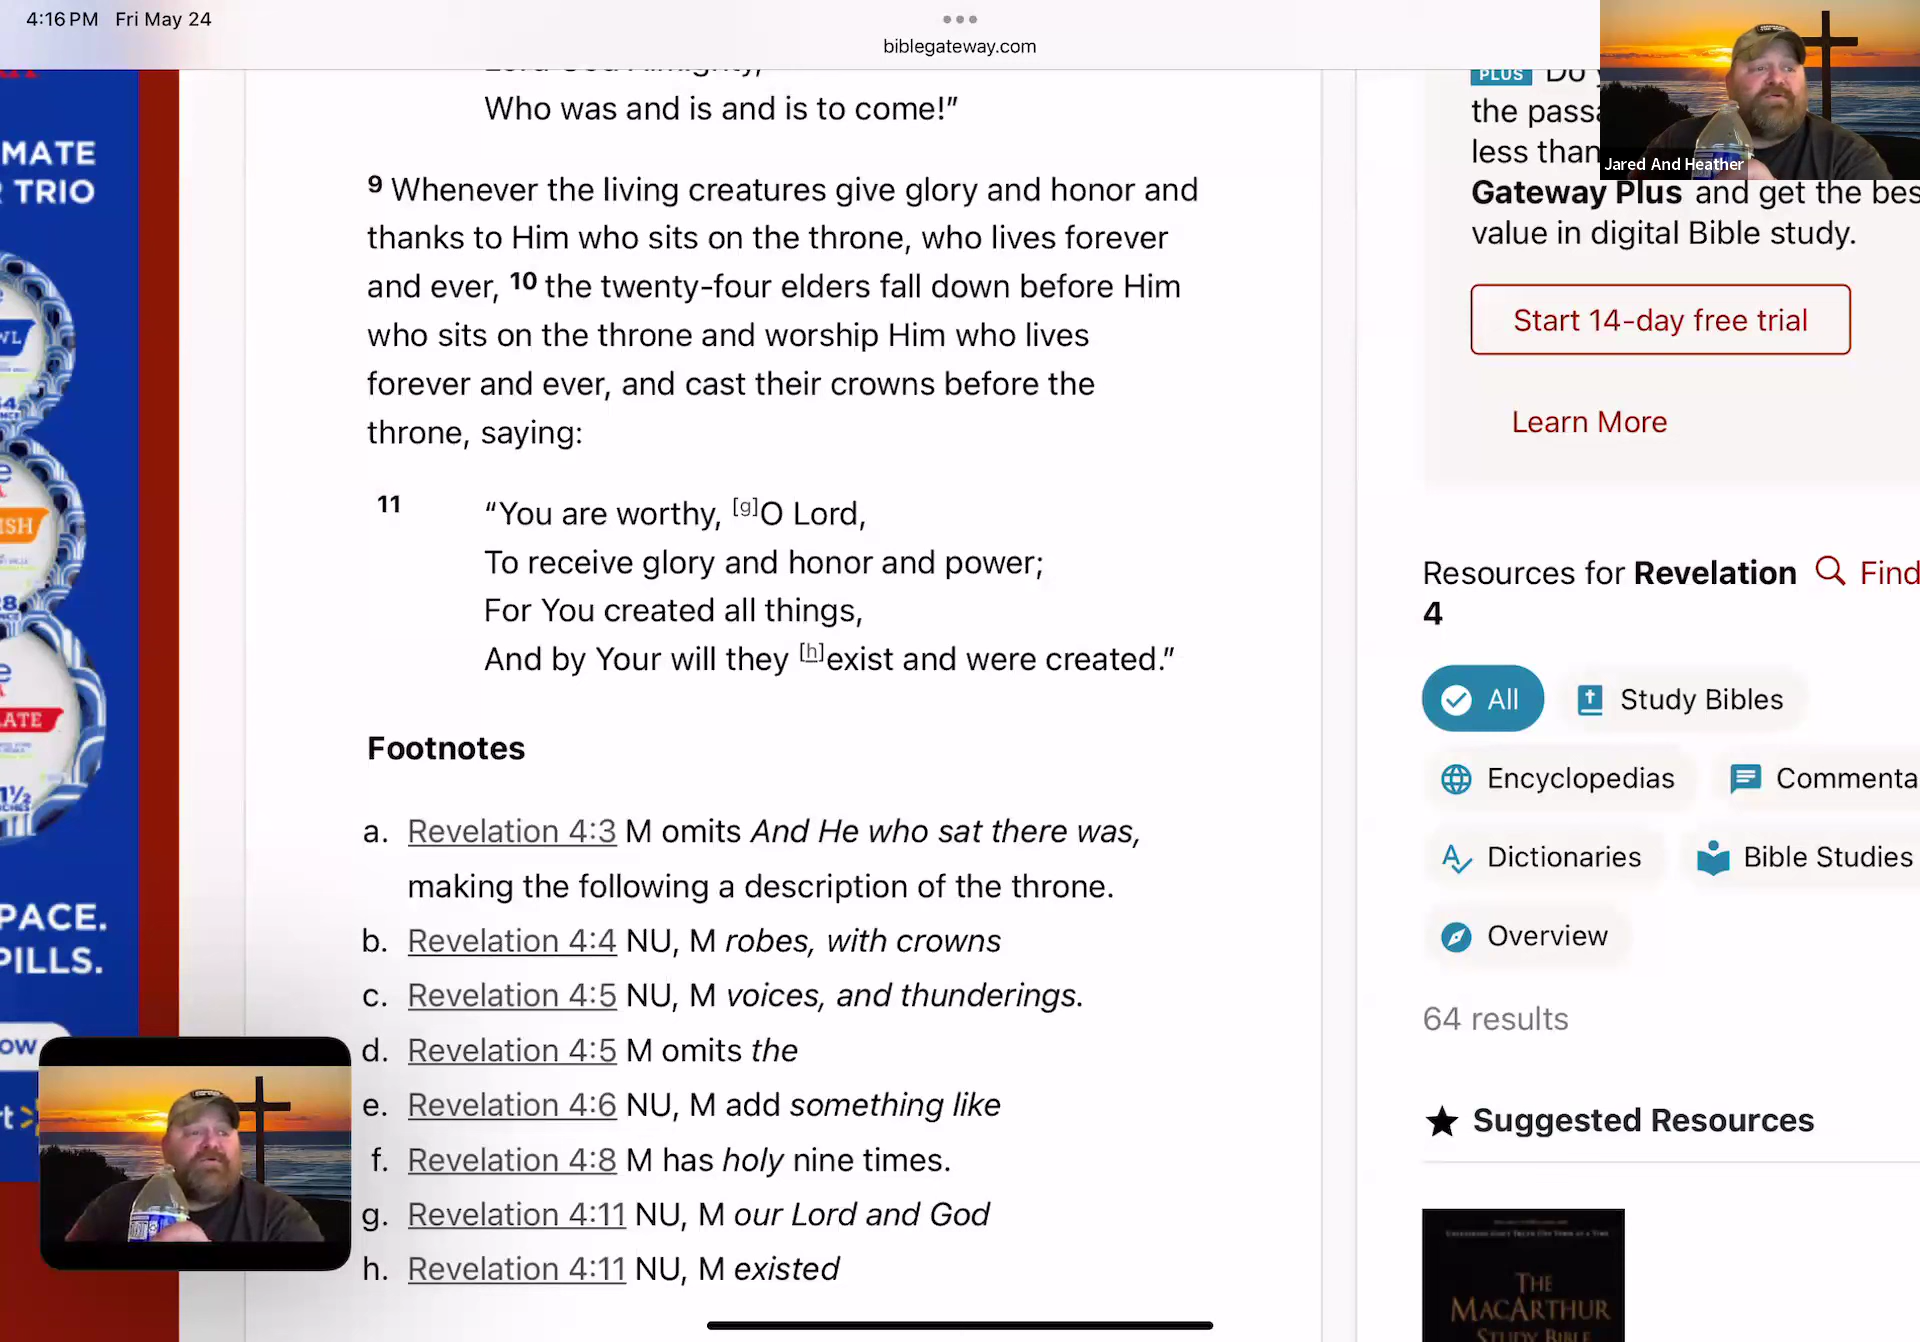 4:16 PM Fri May 24
biblegateway.com
Who was and is and is to come!”
9 Whenever the living creatures give glory and honor and
thanks to Him who sits on the throne, who lives forever
and ever, 10 the twenty-four elders fall down before Him
who sits on the throne and worship Him who lives
forever and ever, and cast their crowns before the
throne, saying:
11 “You are worthy, [g]O Lord,
To receive glory and honor and power;
For You created all things,
And by Your will they [h]exist and were created.”
Footnotes
a. Revelation 4:3 M omits And He who sat there was,
making the following a description of the throne.
b. Revelation 4:4 NU, M robes, with crowns
c. Revelation 4:5 NU, M voices, and thunderings.
d. Revelation 4:5 M omits the
e. Revelation 4:6 NU, M add something like
f. Revelation 4:8 M has holy nine times.
g. Revelation 4:11 NU, M our Lord and God
h. Revelation 4:11 NU, M existed
MATE
TRIO
WL
ISH
LATE
PACE.
PILLS.
OW
PLUS Do
the pass
less than
Gateway Plus and get the bes
value in digital Bible study.
Start 14-day free trial
Learn More
Jared And Heather
Resources for Revelation
4
Find
All
Study Bibles
Encyclopedias
Commenta
Dictionaries
Bible Studies
Overview
64 results
Suggested Resources
THE
MACARTHUR
STUDY BIBLE